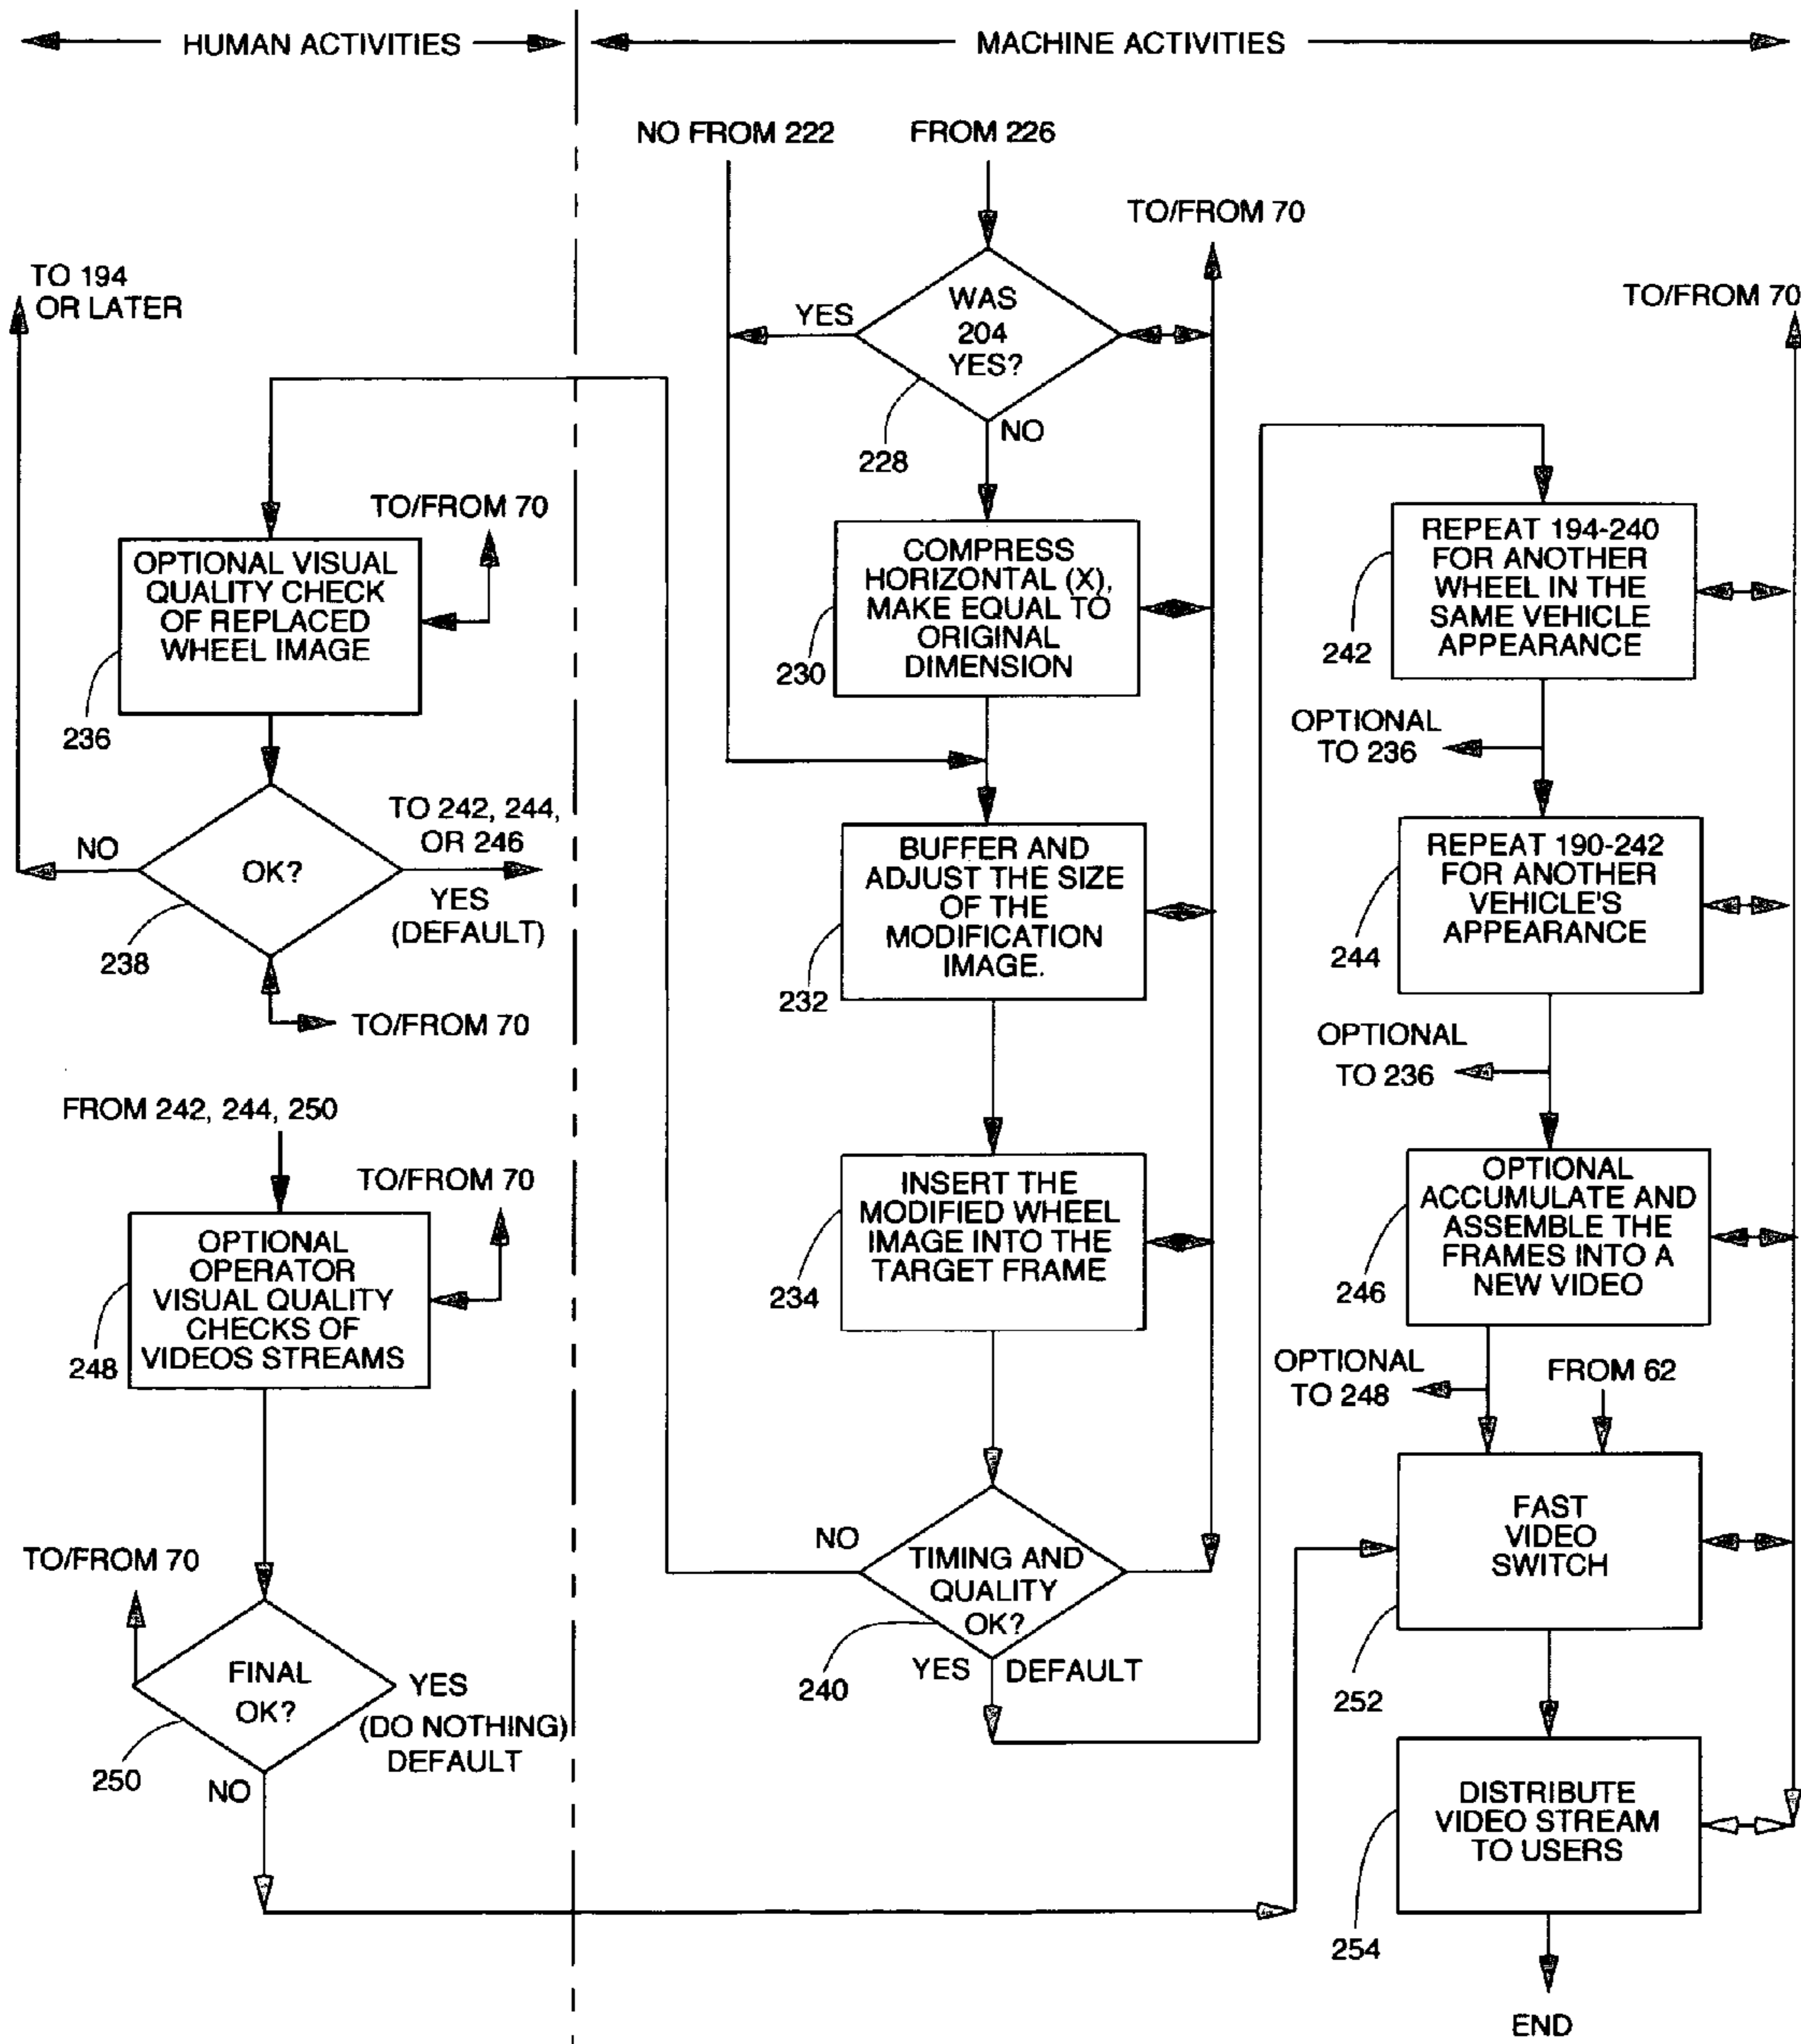 HUMAN ACTIVITIES
MACHINE ACTIVITIES
NO FROM 222
FROM 226
TO/FROM 70
TO 194
OR LATER
TO/FROM 70
YES
WAS
204
YES?
NO
228
TO/FROM 70
OPTIONAL VISUAL
QUALITY CHECK
OF REPLACED
WHEEL IMAGE
236
COMPRESS
HORIZONTAL (X),
MAKE EQUAL TO
ORIGINAL
DIMENSION
230
REPEAT 194-240
FOR ANOTHER
WHEEL IN THE
SAME VEHICLE
APPEARANCE
242
OPTIONAL
TO 236
NO
OK?
TO 242, 244,
OR 246
YES
(DEFAULT)
238
TO/FROM 70
BUFFER AND
ADJUST THE SIZE
OF THE
MODIFICATION
IMAGE.
232
REPEAT 190-242
FOR ANOTHER
VEHICLE'S
APPEARANCE
244
OPTIONAL
TO 236
FROM 242, 244, 250
TO/FROM 70
OPTIONAL
OPERATOR
VISUAL QUALITY
CHECKS OF
VIDEOS STREAMS
248
INSERT THE
MODIFIED WHEEL
IMAGE INTO THE
TARGET FRAME
234
OPTIONAL
ACCUMULATE AND
ASSEMBLE THE
FRAMES INTO A
NEW VIDEO
246
OPTIONAL
TO 248
FROM 62
NO
TIMING AND
QUALITY
OK?
YES
DEFAULT
240
FAST
VIDEO
SWITCH
252
TO/FROM 70
FINAL
OK?
YES
(DO NOTHING)
DEFAULT
250
NO
DISTRIBUTE
VIDEO STREAM
TO USERS
254
END